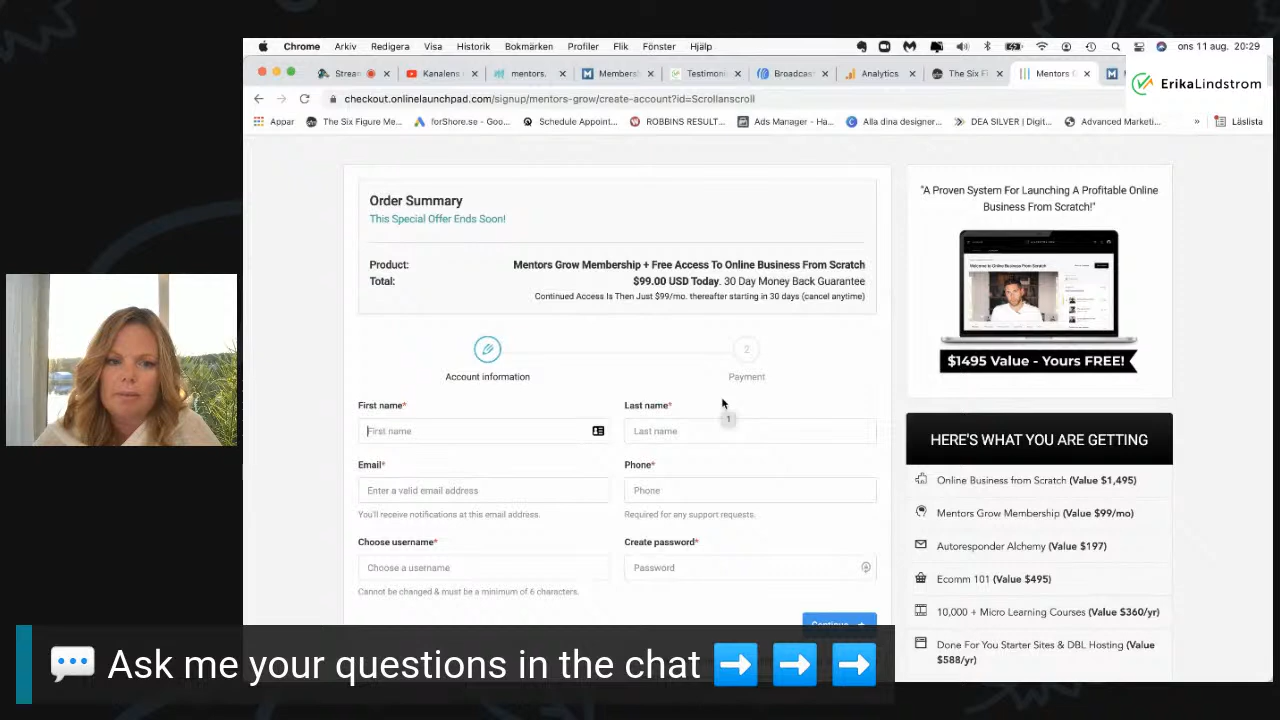 Chrome Arkiv Redigera Visa Historik Bokmärken Profiler Flik Fönster Hjälp ons 11 aug. 20:29
Strean Kanalens mentors. Members Testimoni Broadcas Analytics The Six Fi Mentors G
ErikaLindstrom
checkout.onlinelaunchpad.com/signup/mentors-grow/create-account?id=Scrollanscroll
Appar The Six Figure Me... forShore.se - Goo... Schedule Appoint... ROBBINS RESULT... Ads Manager - Ha... Alla dina designer... DEA SILVER | Digit... Advanced Marketi... » Läslista
Order Summary
This Special Offer Ends Soon!
Product: Mentors Grow Membership + Free Access To Online Business From Scratch
Total: $99.00 USD Today. 30 Day Money Back Guarantee
Continued Access Is Then Just $99/mo. thereafter starting in 30 days (cancel anytime)
2
Account information Payment
First name* Last name*
1
First name Last name
Email* Phone*
Enter a valid email address Phone
You'll receive notifications at this email address. Required for any support requests.
Choose username* Create password*
Choose a username Password
Cannot be changed & must be a minimum of 6 characters.
Continue
"A Proven System For Launching A Profitable Online
Business From Scratch!"
$1495 Value - Yours FREE!
HERE'S WHAT YOU ARE GETTING
Online Business from Scratch (Value $1,495)
Mentors Grow Membership (Value $99/mo)
Autoresponder Alchemy (Value $197)
Ecomm 101 (Value $495)
10,000 + Micro Learning Courses (Value $360/yr)
Done For You Starter Sites & DBL Hosting (Value
$588/yr)
Ask me your questions in the chat